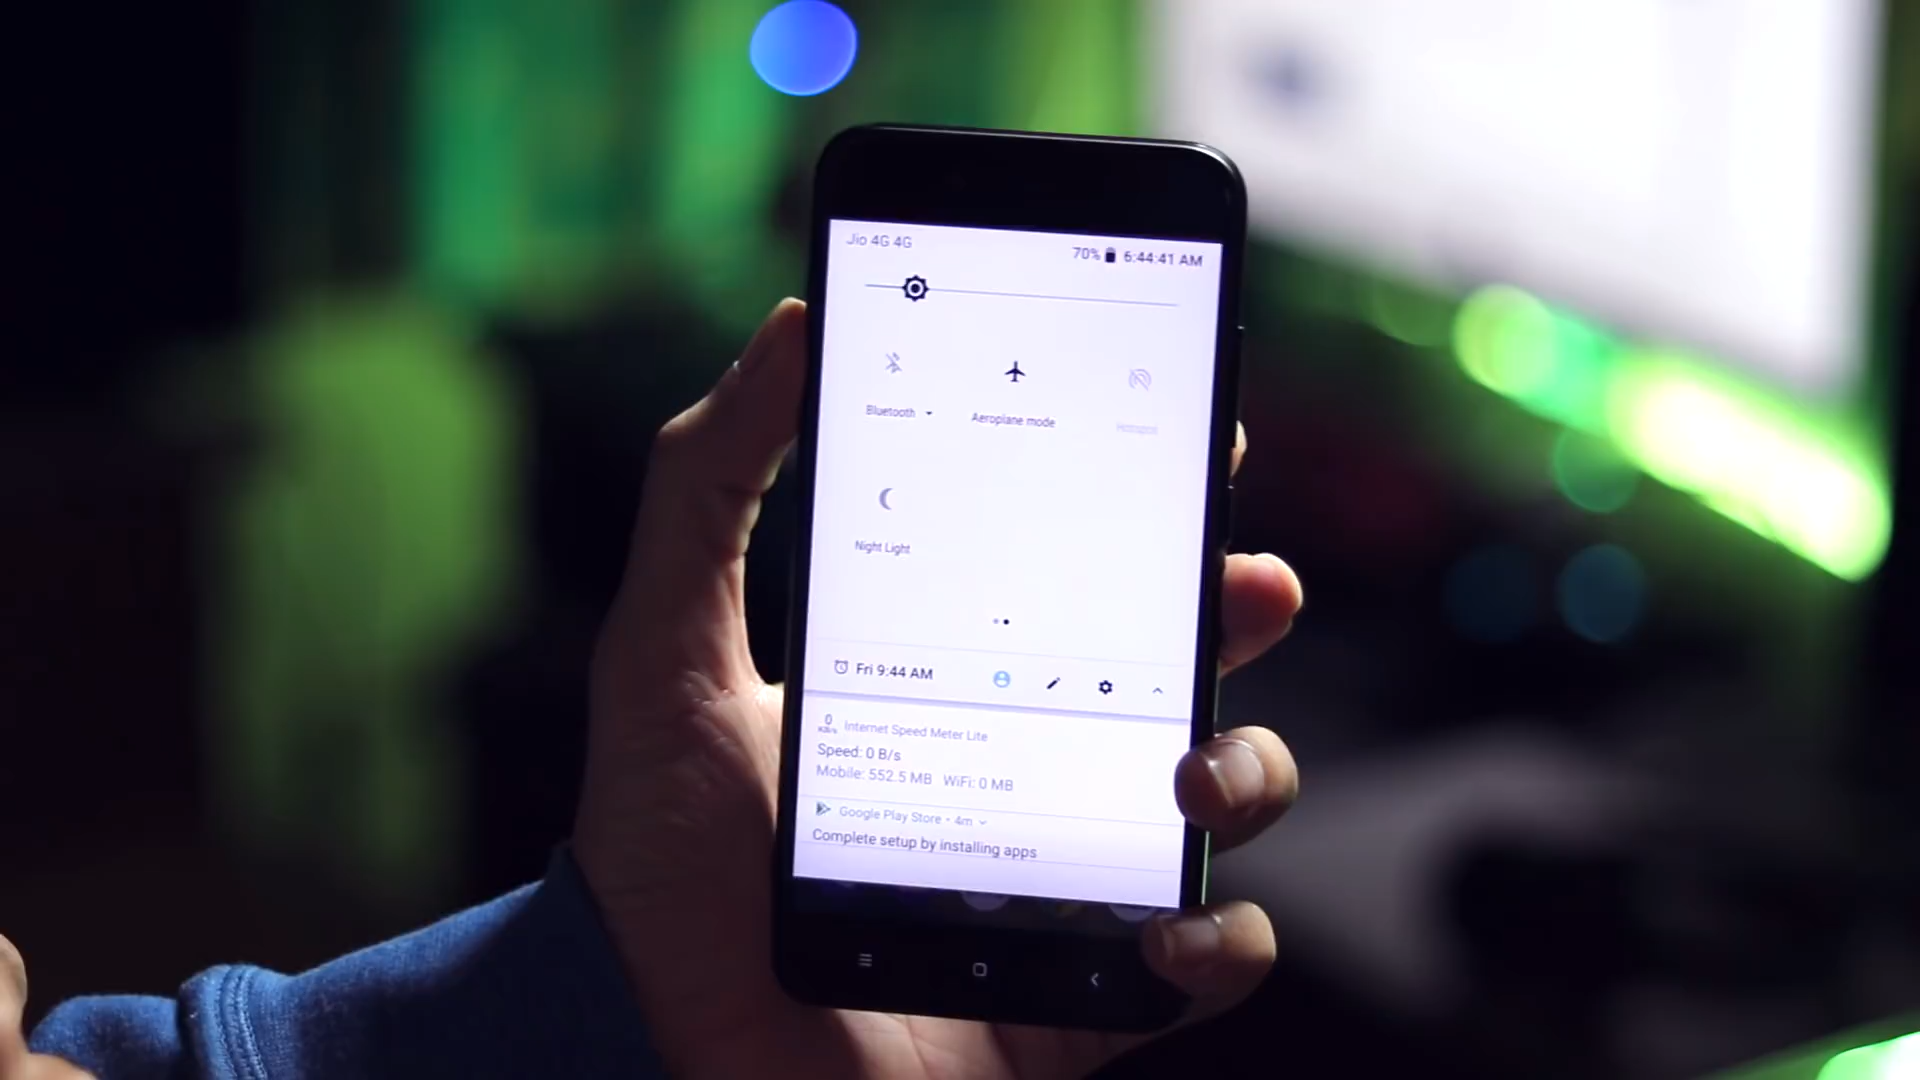 Jio 4G 4G
70% 6:44:41 AM
Bluetooth
Aeroplane mode
Hotspot
Night Light
Fri 9:44 AM
0
Internet Speed Meter Lite
Speed: 0 B/s
Mobile: 552.5 MB WiFi: 0 MB
Google Play Store • 4m
Complete setup by installing apps